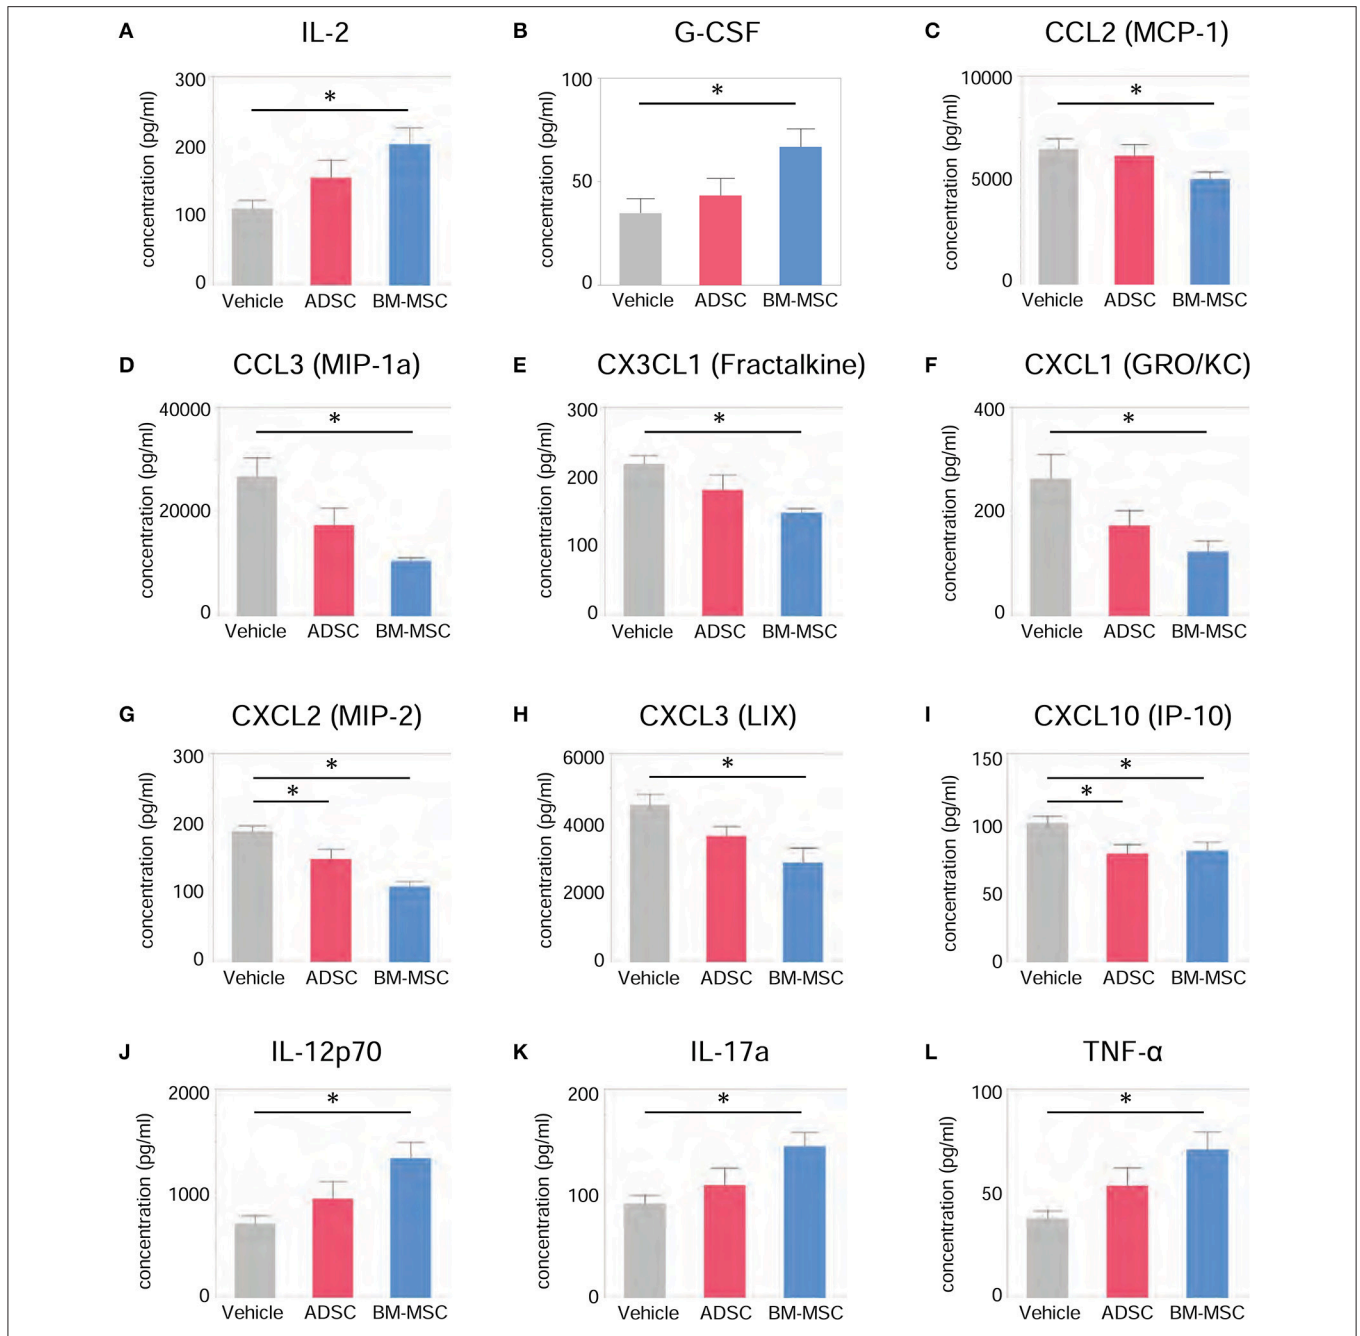 A IL-2
B G-CSF
C CCL2 (MCP-1)
concentration (pg/ml)
300
200
100
0
*
Vehicle ADSC BM-MSC
concentration (pg/ml)
100
50
0
*
Vehicle ADSC BM-MSC
concentration (pg/ml)
10000
5000
0
*
Vehicle ADSC BM-MSC
D CCL3 (MIP-1a)
E CX3CL1 (Fractalkine)
F CXCL1 (GRO/KC)
concentration (pg/ml)
40000
20000
0
*
Vehicle ADSC BM-MSC
concentration (pg/ml)
300
200
100
0
*
Vehicle ADSC BM-MSC
concentration (pg/ml)
400
200
0
*
Vehicle ADSC BM-MSC
G CXCL2 (MIP-2)
H CXCL3 (LIX)
I CXCL10 (IP-10)
concentration (pg/ml)
300
200
100
0
*
*
Vehicle ADSC BM-MSC
concentration (pg/ml)
6000
4000
2000
0
*
Vehicle ADSC BM-MSC
concentration (pg/ml)
150
100
50
0
*
*
Vehicle ADSC BM-MSC
J IL-12p70
K IL-17a
L TNF-α
concentration (pg/ml)
2000
1000
0
*
Vehicle ADSC BM-MSC
concentration (pg/ml)
200
100
0
*
Vehicle ADSC BM-MSC
concentration (pg/ml)
100
50
0
*
Vehicle ADSC BM-MSC